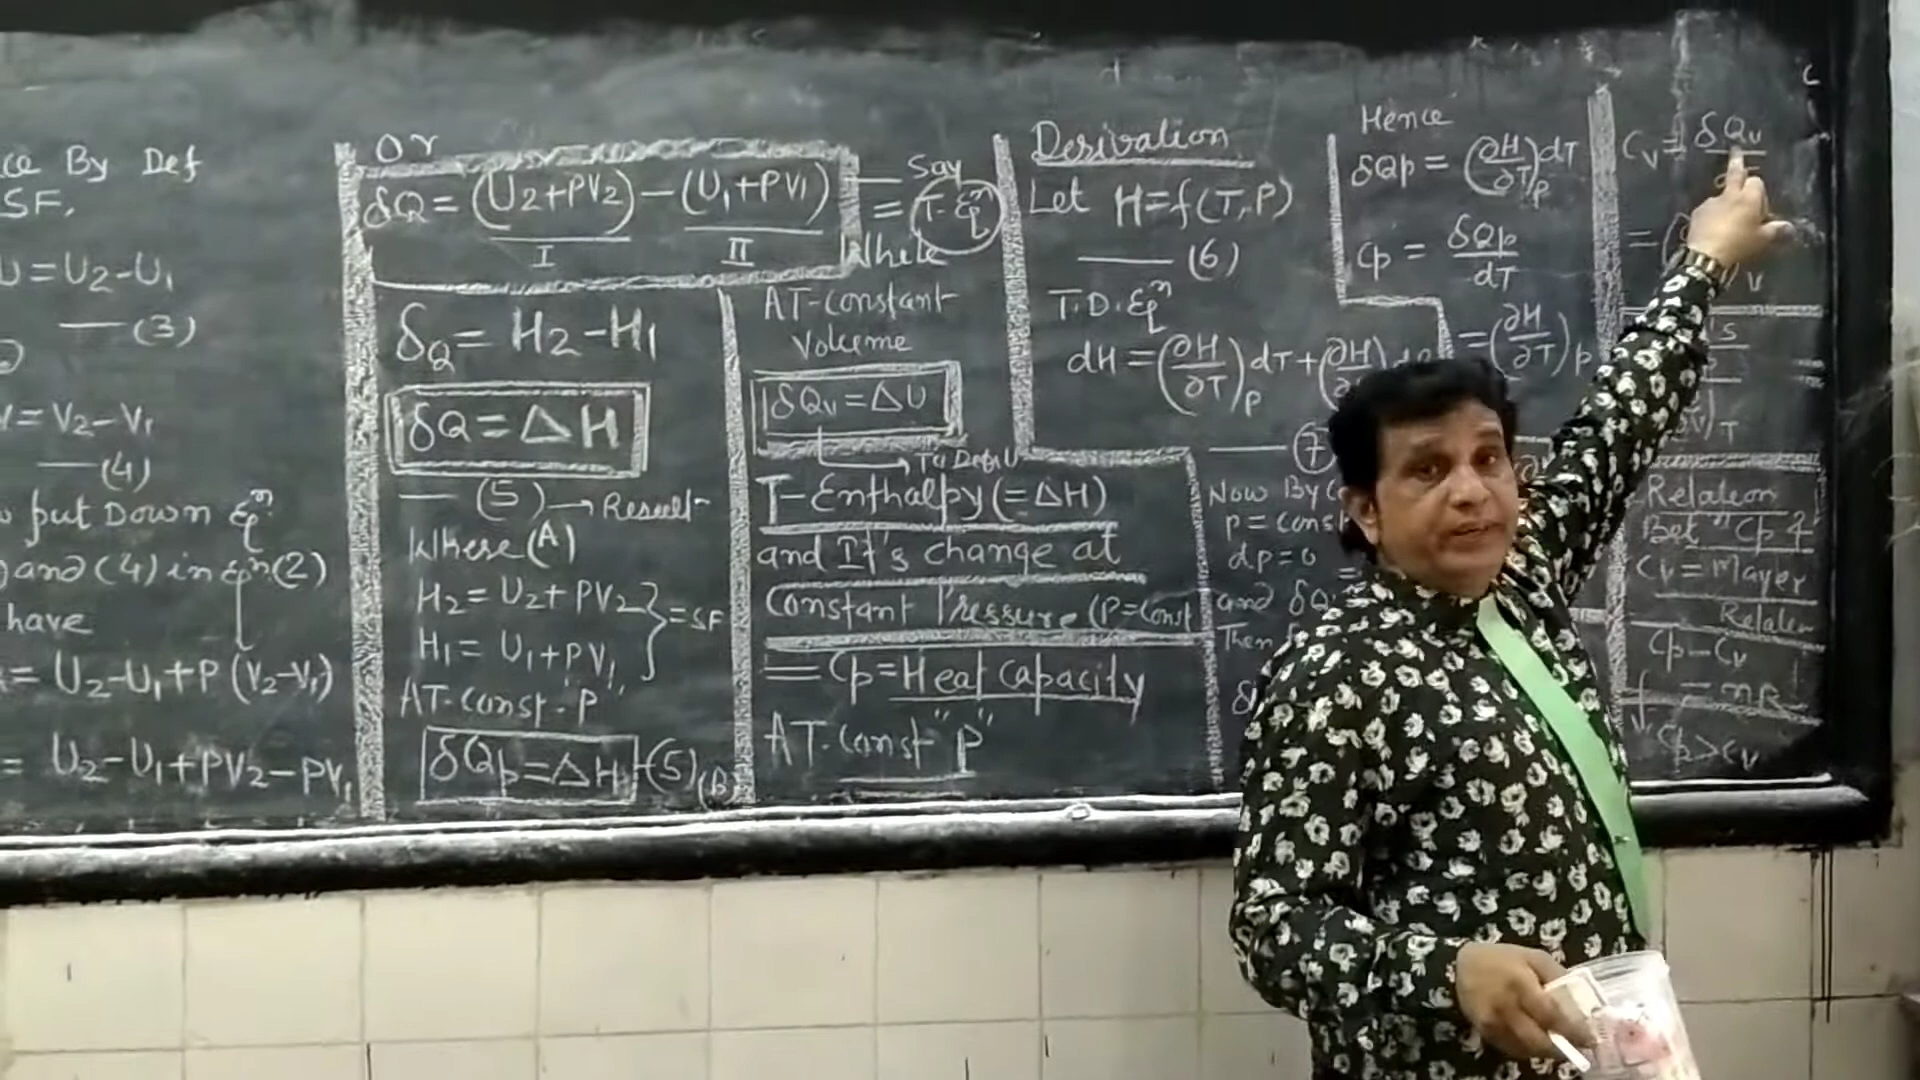 By Def
SF.
U = U2 - U1
— (3)
V = V2 - V1
— (4)
put Down Eqn
and (4) in eqn (2)
have
= U2 - U1 + P (V2 - V1)
= U2 - U1 + PV2 - PV1
Or
δQ = (U2 + PV2) - (U1 + PV1)
I II
— Say
= T-Eqn
While
δQ = H2 - H1
δQ = ΔH
— (5) → Result
Where (A)
H2 = U2 + PV2
H1 = U1 + PV1
} = SF
AT-const. "P"
δQp = ΔH - (5)(B)
AT-constant
Volume
δQv = ΔU
T-Enthalpy (= ΔH)
and It's change at
Constant Pressure (P = Const
= Cp = Heat capacity
AT-Const "P"
Derivation
Let H = f(T, P)
— (6)
T.D. Eqn
dH = (∂H/∂T)P dT + (∂H/
— (7)
Now By
P = const
dp = 0
and δQ
Then
Hence
δQp = (∂H/∂T)P dT
Cp = δQp/dT
= (∂H/∂T)P
Cv = δQv
=
v
T
Relation
Betn Cp &
Cv = Mayer
Relation
Cp - Cv
= nR
Cp > Cv